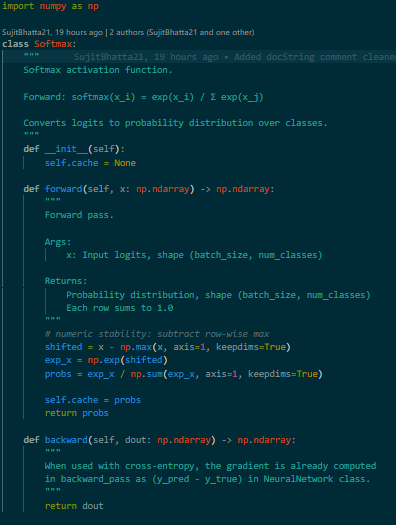 import numpy as np
SujitBhatta21, 19 hours ago | 2 authors (SujitBhatta21 and one other)
class Softmax:
    """     SujitBhatta21, 19 hours ago • Added docString comment cleane
    Softmax activation function.

    Forward: softmax(x_i) = exp(x_i) / Σ exp(x_j)

    Converts logits to probability distribution over classes.
    """
    def __init__(self):
        self.cache = None

    def forward(self, x: np.ndarray) -> np.ndarray:
        """
        Forward pass.

        Args:
            x: Input logits, shape (batch_size, num_classes)

        Returns:
            Probability distribution, shape (batch_size, num_classes)
            Each row sums to 1.0
        """
        # numeric stability: subtract row-wise max
        shifted = x - np.max(x, axis=1, keepdims=True)
        exp_x = np.exp(shifted)
        probs = exp_x / np.sum(exp_x, axis=1, keepdims=True)

        self.cache = probs
        return probs

    def backward(self, dout: np.ndarray) -> np.ndarray:
        """
        When used with cross-entropy, the gradient is already computed
        in backward_pass as (y_pred - y_true) in NeuralNetwork class.
        """
        return dout